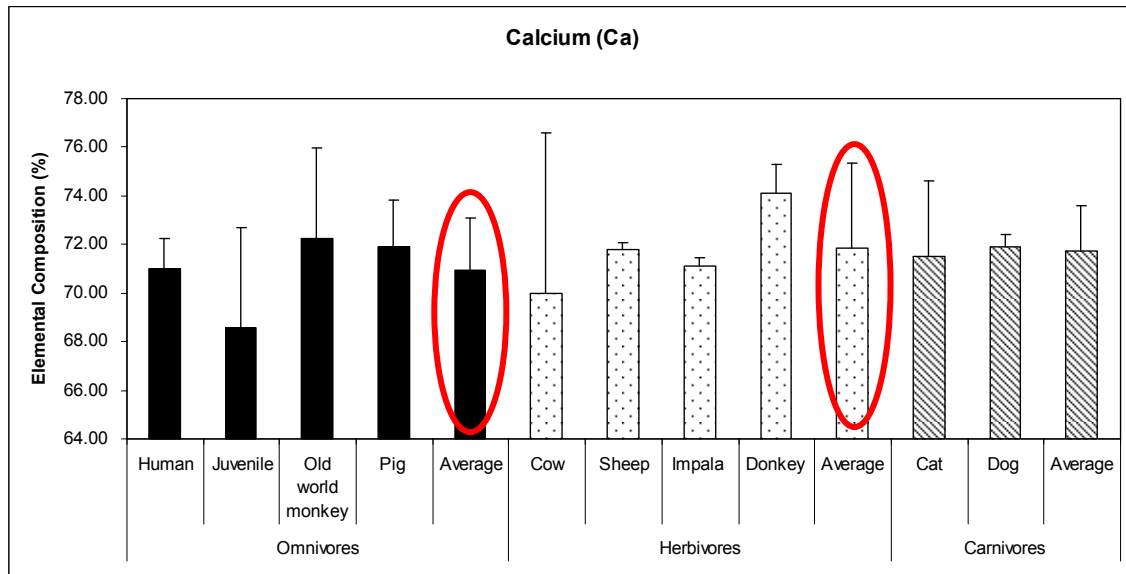 Calcium (Ca)
Elemental Composition (%)
78.00
76.00
74.00
72.00
70.00
68.00
66.00
64.00
Human Juvenile Old world monkey Pig Average Cow Sheep Impala Donkey Average Cat Dog Average
Omnivores Herbivores Carnivores